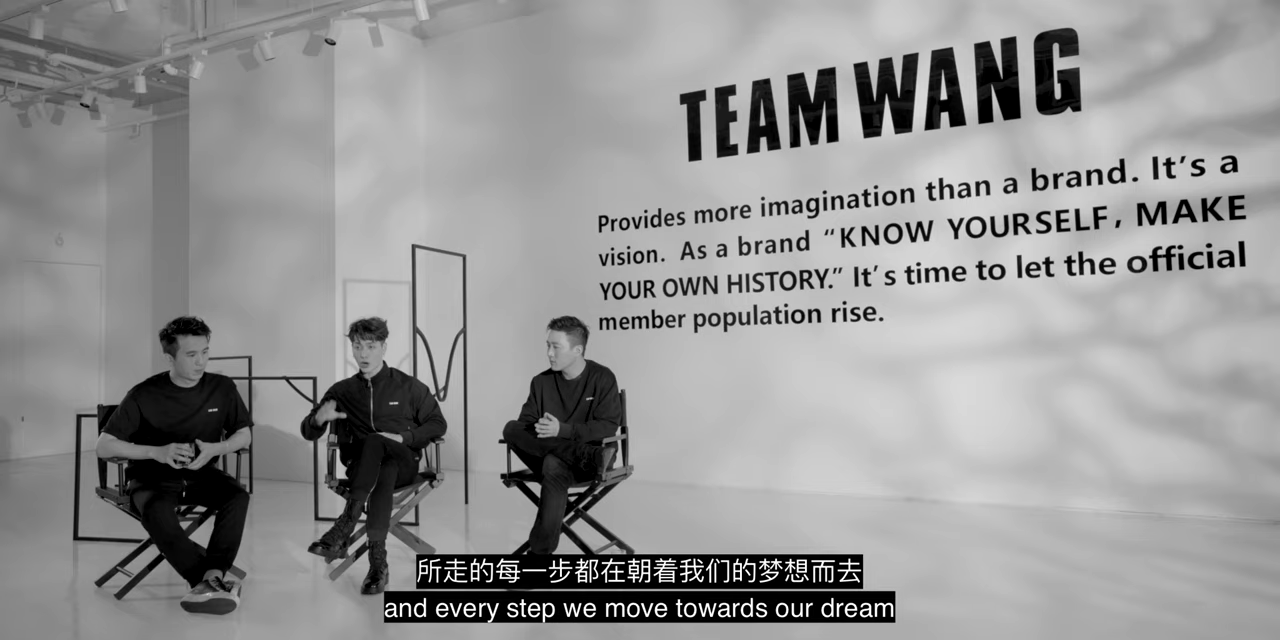 TEAM WANG
Provides more imagination than a brand. It's a
vision. As a brand “KNOW YOURSELF, MAKE
YOUR OWN HISTORY.” It's time to let the official
member population rise.
所走的每一步都在朝着我们的梦想而去
and every step we move towards our dream